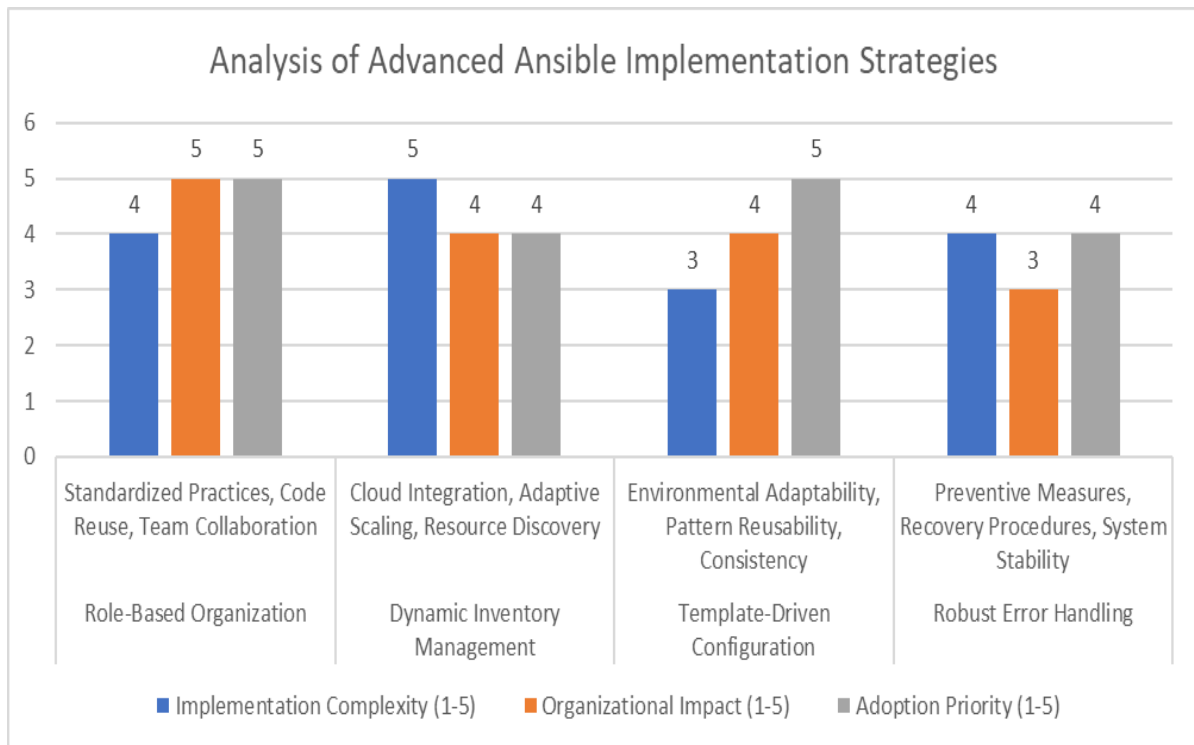 Analysis of Advanced Ansible Implementation Strategies
6
5
4
3
2
1
0
4
5
5
5
4
4
3
4
5
4
3
4
Standardized Practices, Code
Reuse, Team Collaboration
Cloud Integration, Adaptive
Scaling, Resource Discovery
Environmental Adaptability,
Pattern Reusability,
Consistency
Preventive Measures,
Recovery Procedures, System
Stability
Role-Based Organization
Dynamic Inventory
Management
Template-Driven
Configuration
Robust Error Handling
Implementation Complexity (1-5)
Organizational Impact (1-5)
Adoption Priority (1-5)